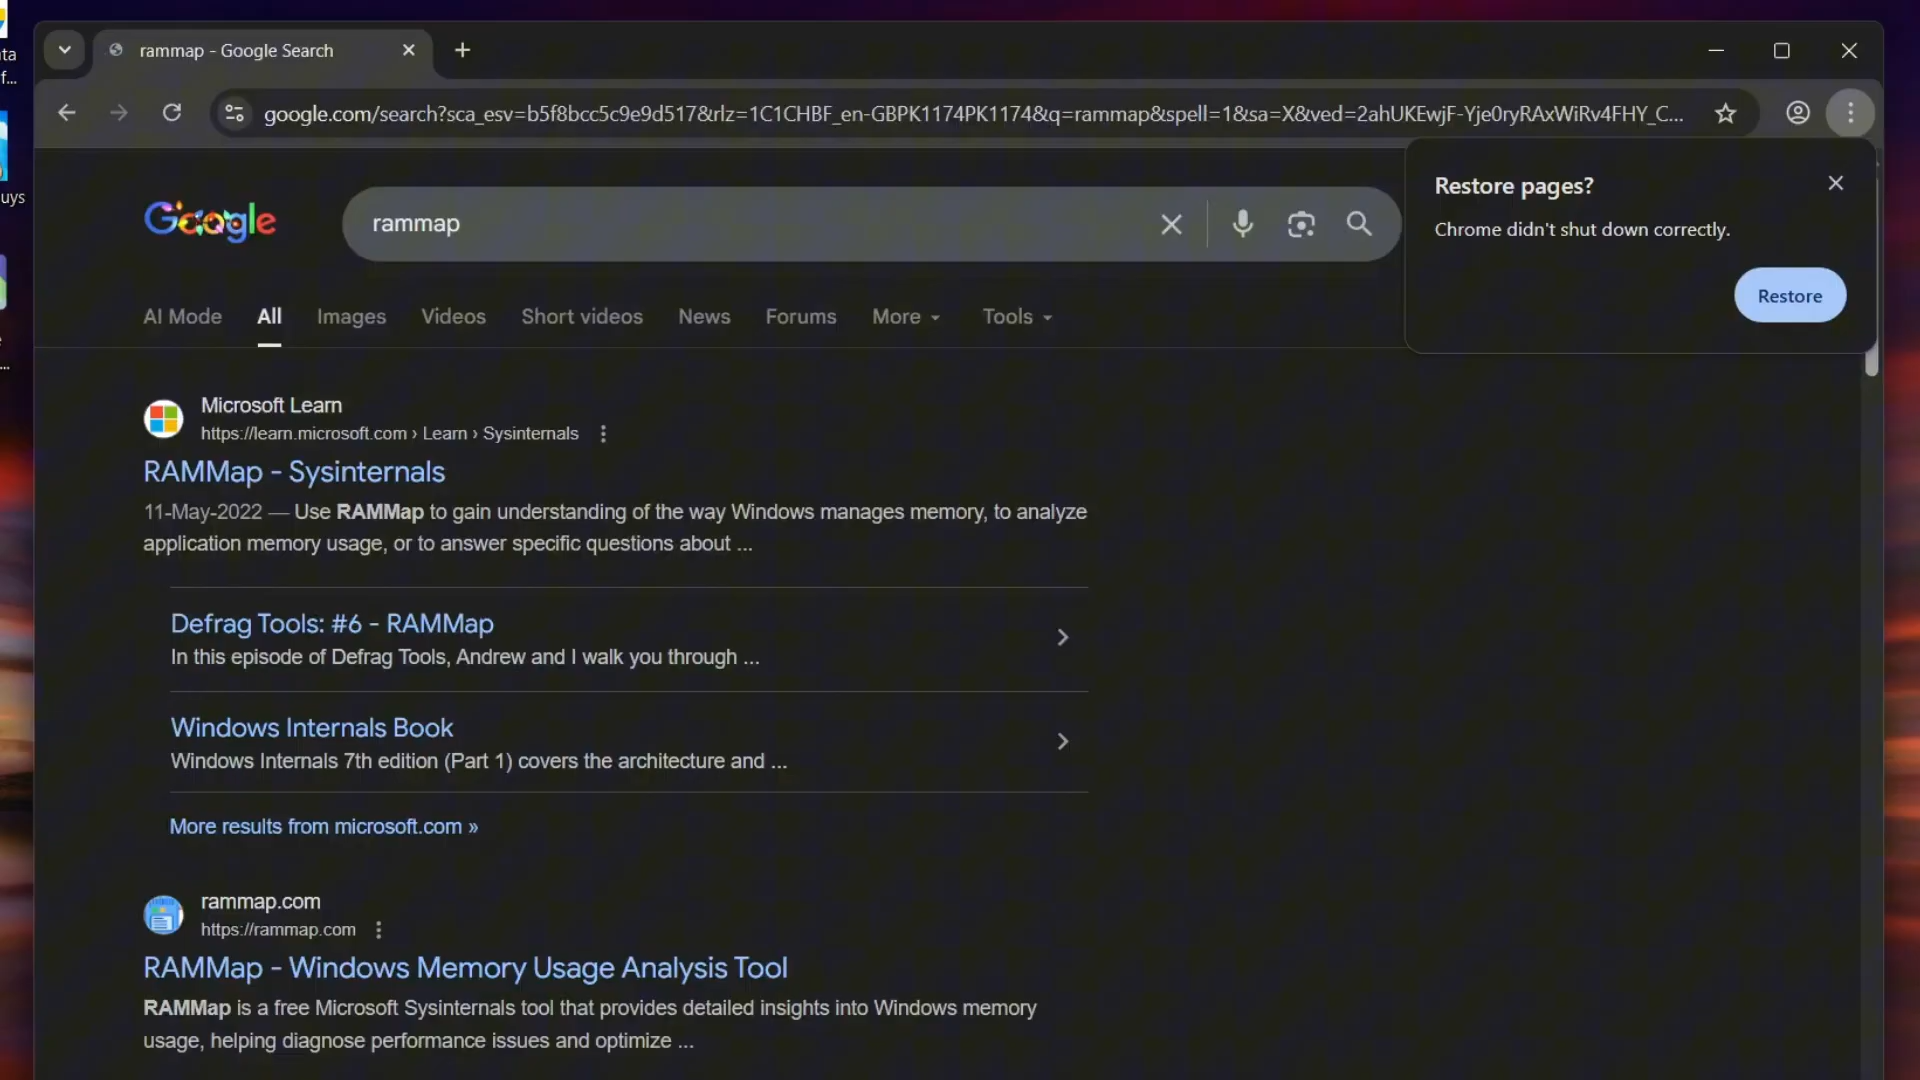 ta
f...
uys
...
rammap - Google Search
google.com/search?sca_esv=b5f8bcc5c9e9d517&rlz=1C1CHBF_en-GBPK1174PK1174&q=rammap&spell=1&sa=X&ved=2ahUKEwjF-Yje0ryRAxWiRv4FHY_C...
Restore pages?
Chrome didn't shut down correctly.
Restore
Google
rammap
AI Mode
All
Images
Videos
Short videos
News
Forums
More
Tools
Microsoft Learn
https://learn.microsoft.com › Learn › Sysinternals
RAMMap - Sysinternals
11-May-2022 — Use RAMMap to gain understanding of the way Windows manages memory, to analyze
application memory usage, or to answer specific questions about ...
Defrag Tools: #6 - RAMMap
In this episode of Defrag Tools, Andrew and I walk you through ...
Windows Internals Book
Windows Internals 7th edition (Part 1) covers the architecture and ...
More results from microsoft.com »
rammap.com
https://rammap.com
RAMMap - Windows Memory Usage Analysis Tool
RAMMap is a free Microsoft Sysinternals tool that provides detailed insights into Windows memory
usage, helping diagnose performance issues and optimize ...